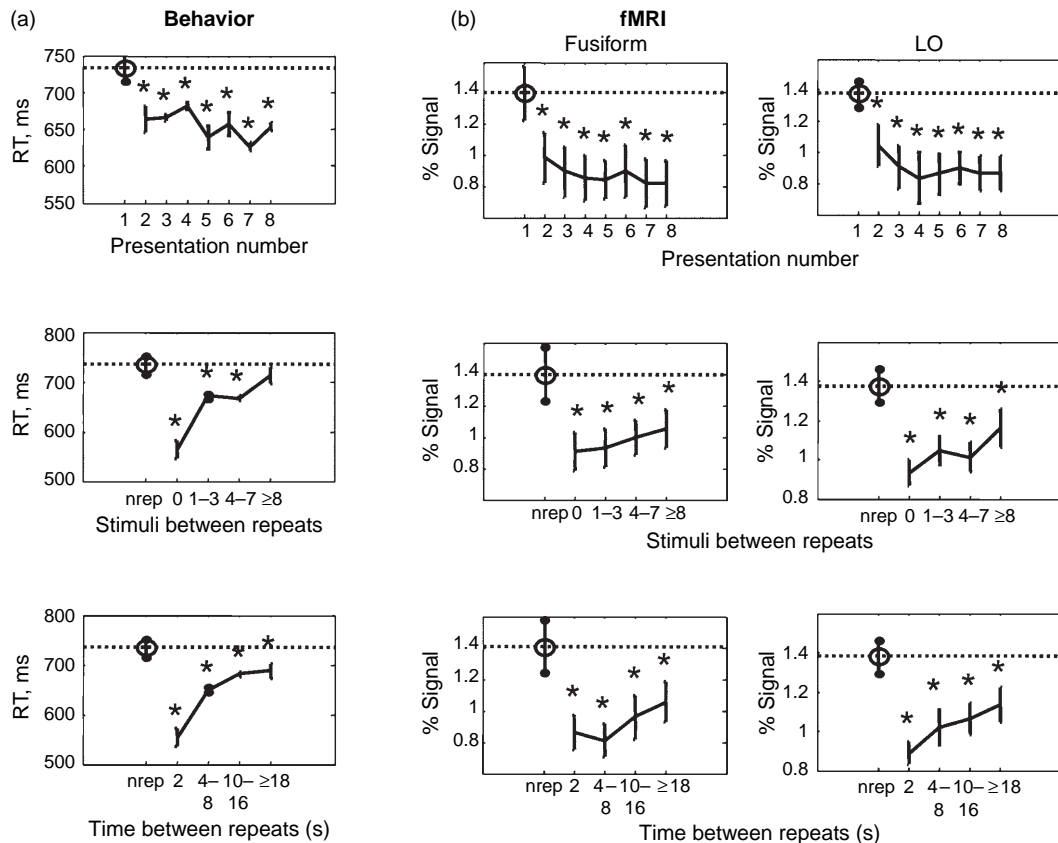 (a)
Behavior
(b)
fMRI
Fusiform
LO
750
700
650
600
550
RT, ms
* * * * * * *
1 2 3 4 5 6 7 8
Presentation number
1.4
1.2
1
0.8
% Signal
* * * * * * *
1 2 3 4 5 6 7 8
1.4
1.2
1
0.8
% Signal
* * * * * * *
1 2 3 4 5 6 7 8
Presentation number
800
700
600
500
RT, ms
* * *
nrep 0 1–3 4–7 ≥8
Stimuli between repeats
1.4
1.2
1
0.8
% Signal
* * * *
nrep 0 1–3 4–7 ≥8
1.4
1.2
1
0.8
% Signal
* * * *
nrep 0 1–3 4–7 ≥8
Stimuli between repeats
800
700
600
500
RT, ms
* * * *
nrep 2 4– 10– ≥18
8 16
Time between repeats (s)
1.4
1.2
1
0.8
% Signal
* * * *
nrep 2 4– 10– ≥18
8 16
1.4
1.2
1
0.8
% Signal
* * * *
nrep 2 4– 10– ≥18
8 16
Time between repeats (s)